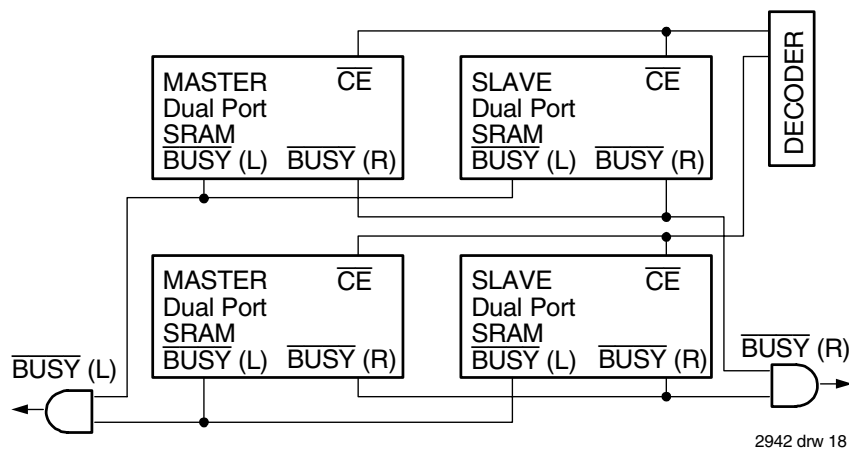 MASTER
Dual Port
SRAM
CE
BUSY (L)
BUSY (R)
SLAVE
Dual Port
SRAM
CE
BUSY (L)
BUSY (R)
DECODER
MASTER
Dual Port
SRAM
CE
BUSY (L)
BUSY (R)
SLAVE
Dual Port
SRAM
CE
BUSY (L)
BUSY (R)
BUSY (L)
BUSY (R)
2942 drw 18